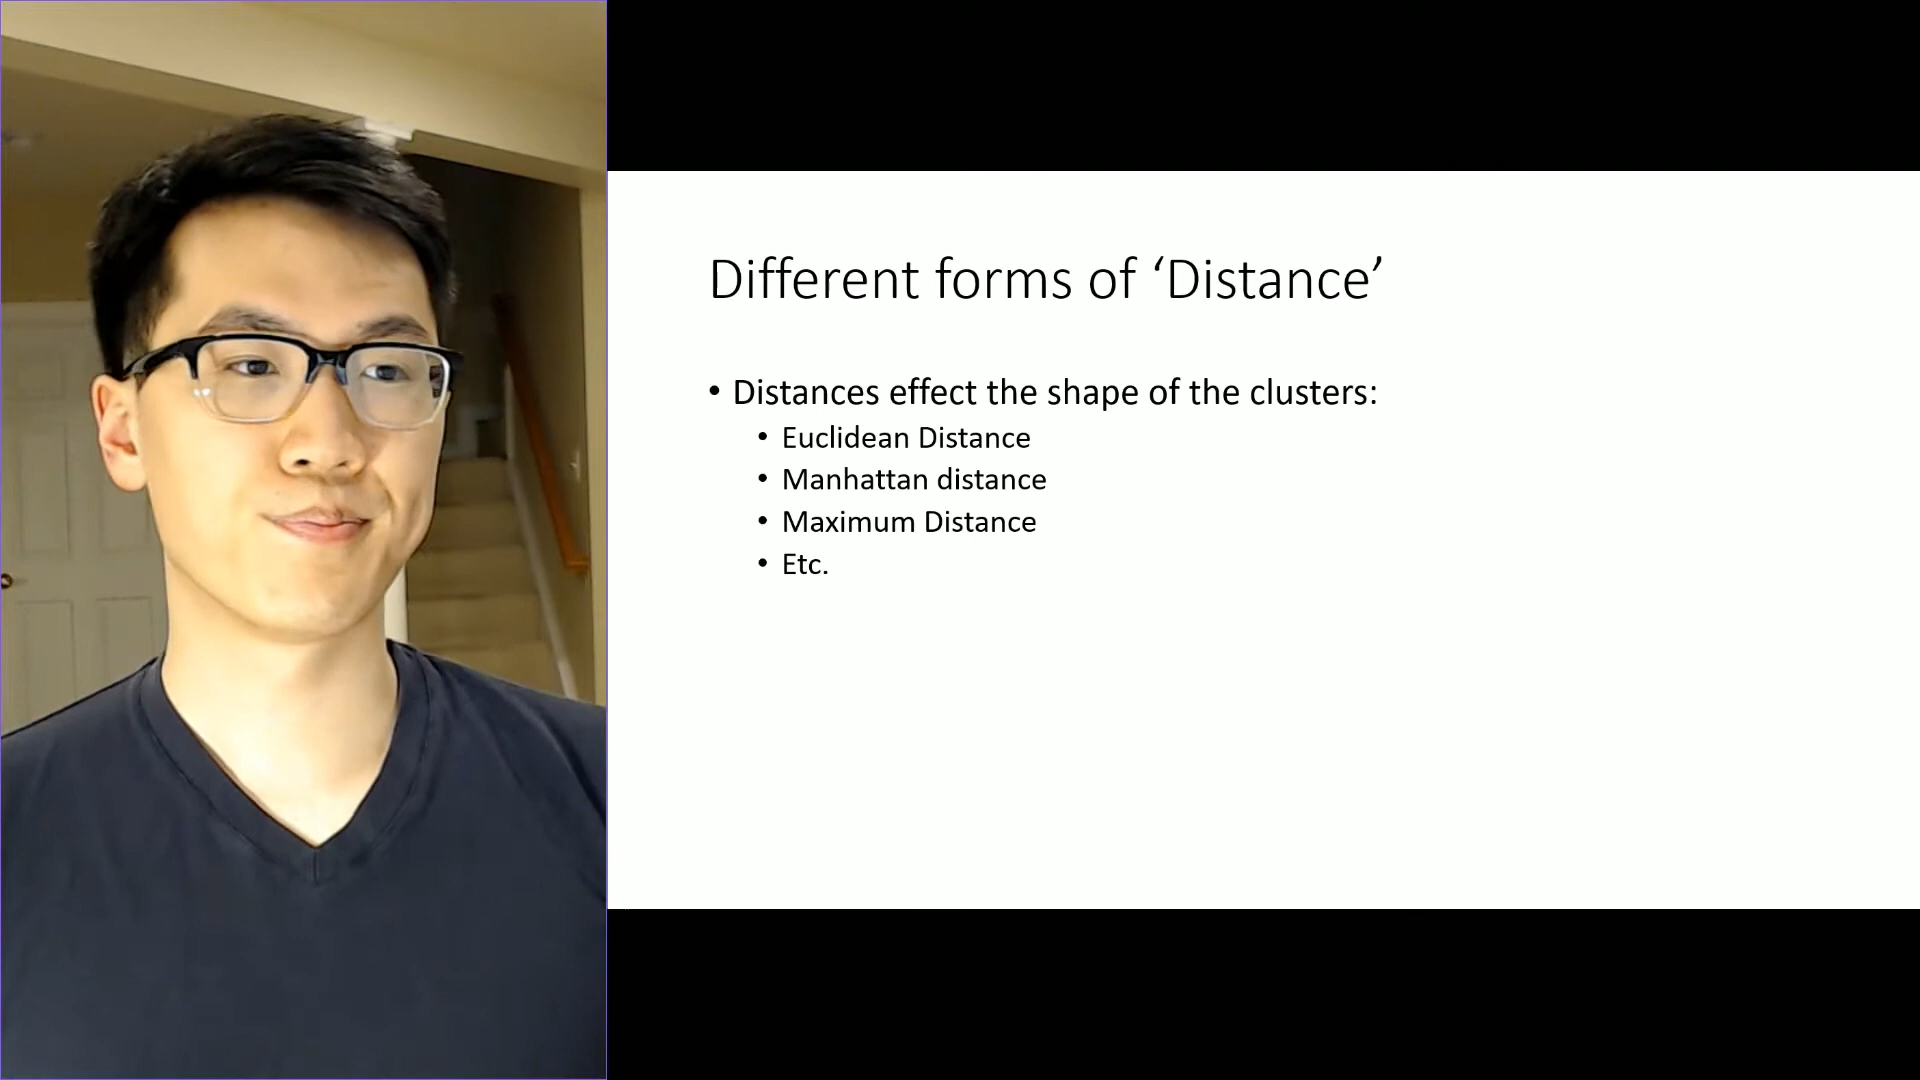 Different forms of ‘Distance’
• Distances effect the shape of the clusters:
• Euclidean Distance
• Manhattan distance
• Maximum Distance
• Etc.